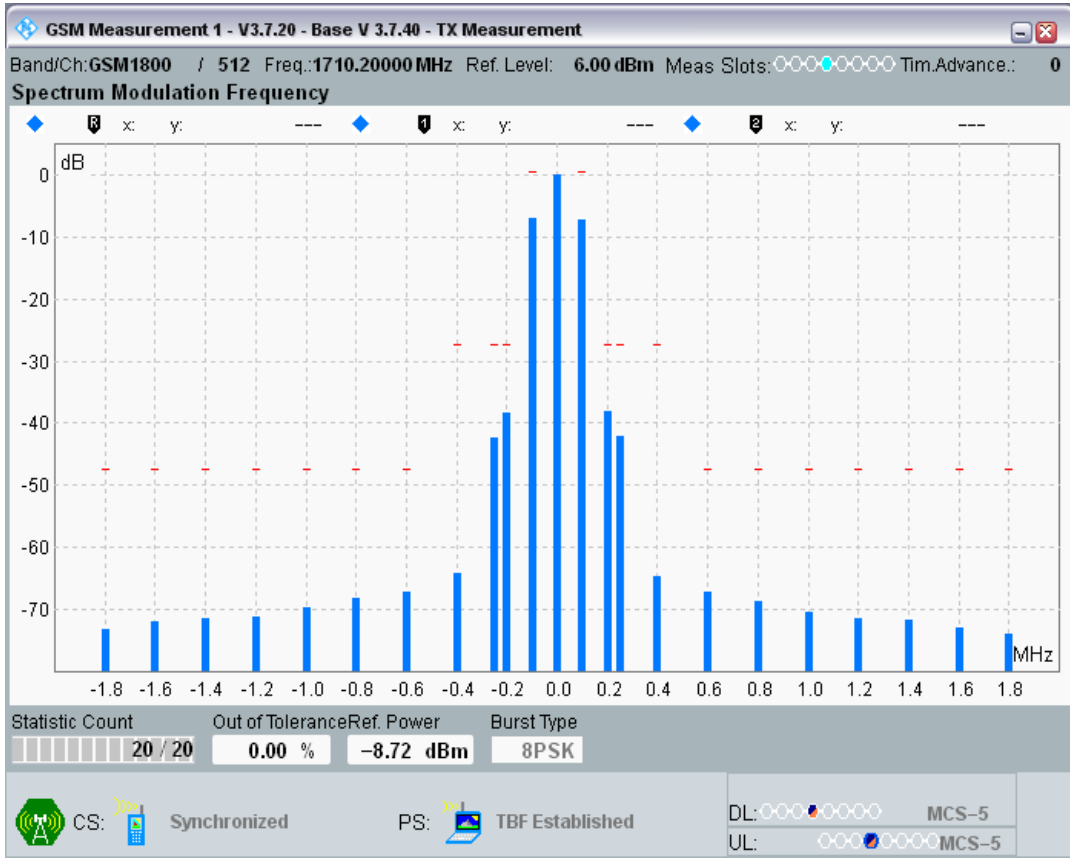 GSM Measurement 1 - V3.7.20 - Base V 3.7.40 - TX Measurement
Band/Ch:GSM1800 / 512 Freq.:1710.20000 MHz Ref. Level: 6.00 dBm Meas Slots: Tim.Advance.: 0
Spectrum Modulation Frequency
R x: y: --- 1 x: y: --- 2 x: y: ---
dB
0
-10
-20
-30
-40
-50
-60
-70
MHz
-1.8 -1.6 -1.4 -1.2 -1.0 -0.8 -0.6 -0.4 -0.2 0.0 0.2 0.4 0.6 0.8 1.0 1.2 1.4 1.6 1.8
Statistic Count Out of Tolerance Ref. Power Burst Type
20 / 20 0.00 % −8.72 dBm 8PSK
CS: Synchronized PS: TBF Established
DL: MCS−5
UL: MCS−5